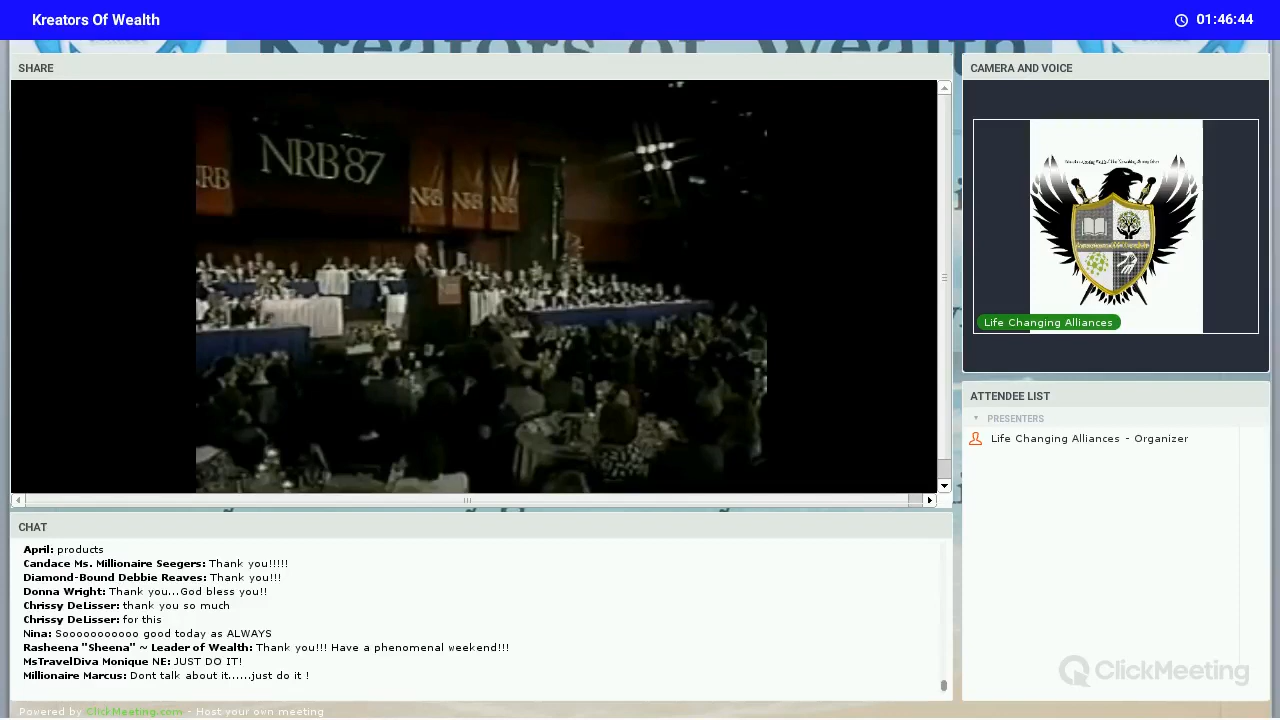 Kreators Of Wealth
01:46:44
Kreators of Wealth
SHARE
CAMERA AND VOICE
NRB'87
NRB
NRB
NRB
NRB
Life Changing Alliances
ATTENDEE LIST
PRESENTERS
Life Changing Alliances - Organizer
CHAT
April: products
Candace Ms. Millionaire Seegers: Thank you!!!!!
Diamond-Bound Debbie Reaves: Thank you!!!
Donna Wright: Thank you...God bless you!!
Chrissy DeLisser: thank you so much
Chrissy DeLisser: for this
Nina: Sooooooooooo good today as ALWAYS
Rasheena "Sheena" ~ Leader of Wealth: Thank you!!! Have a phenomenal weekend!!!
MsTravelDiva Monique NE: JUST DO IT!
Millionaire Marcus: Dont talk about it......just do it !
ClickMeeting
Powered by ClickMeeting.com - Host your own meeting